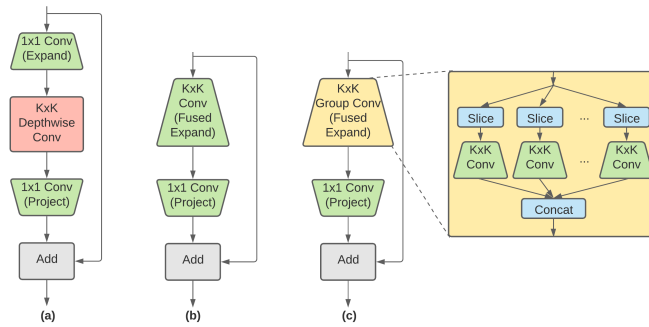 1x1 Conv
(Expand)
KxK
Depthwise
Conv
1x1 Conv
(Project)
Add
(a)
KxK
Conv
(Fused
Expand)
1x1 Conv
(Project)
Add
(b)
KxK
Group Conv
(Fused
Expand)
1x1 Conv
(Project)
Add
(c)
Slice
Slice
...
Slice
KxK
Conv
KxK
Conv
...
KxK
Conv
Concat